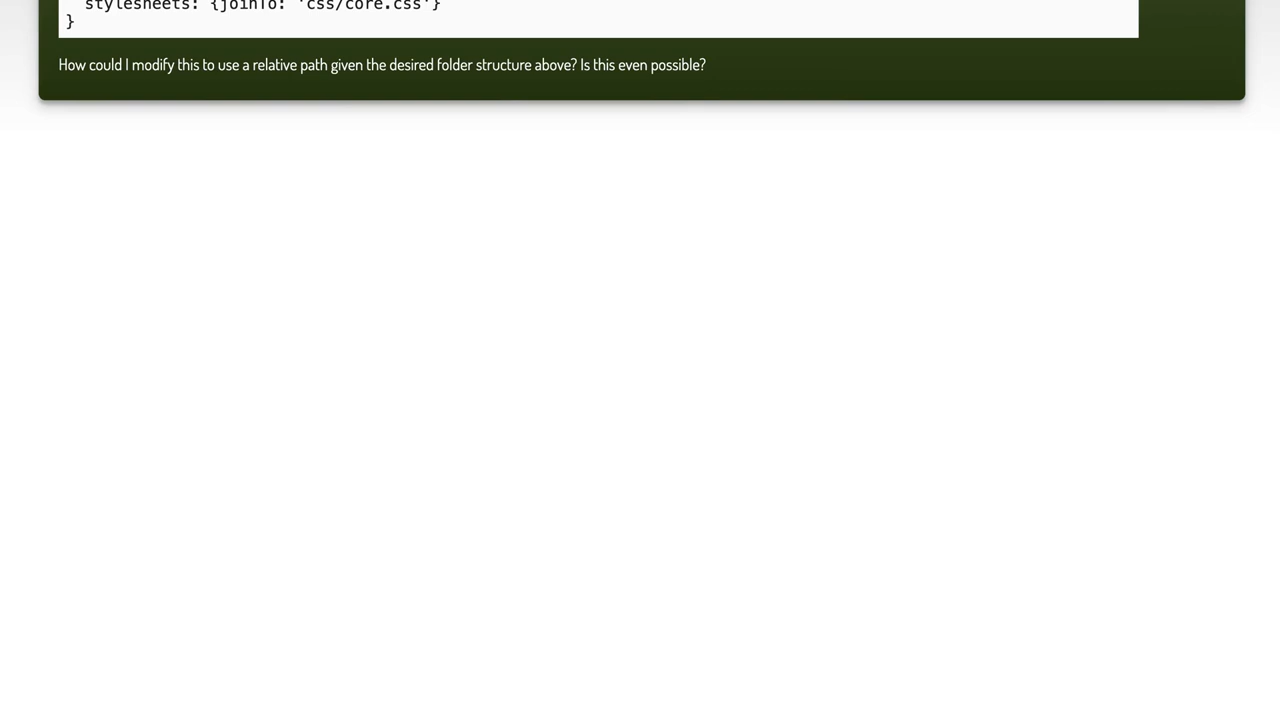 stylesheets: {joinTo: 'css/core.css'}
}
How could I modify this to use a relative path given the desired folder structure above? Is this even possible?